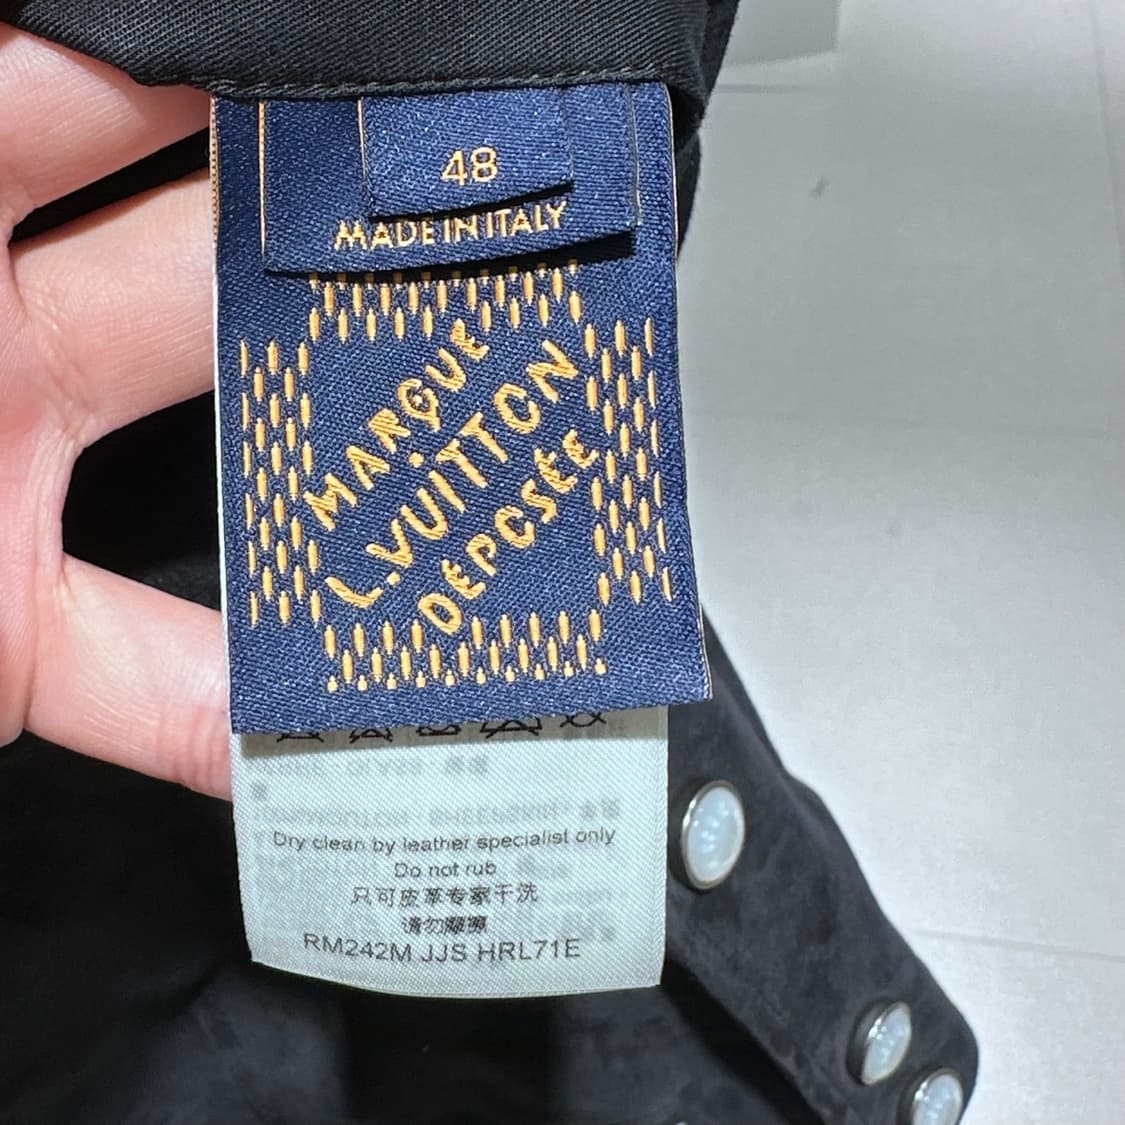 48
MADE IN ITALY
MARQUE
L.VUITTON
DÉPOSÉE
Dry clean by leather specialist only
Do not rub
只可皮革专家干洗
RM242M JJS HRL71E